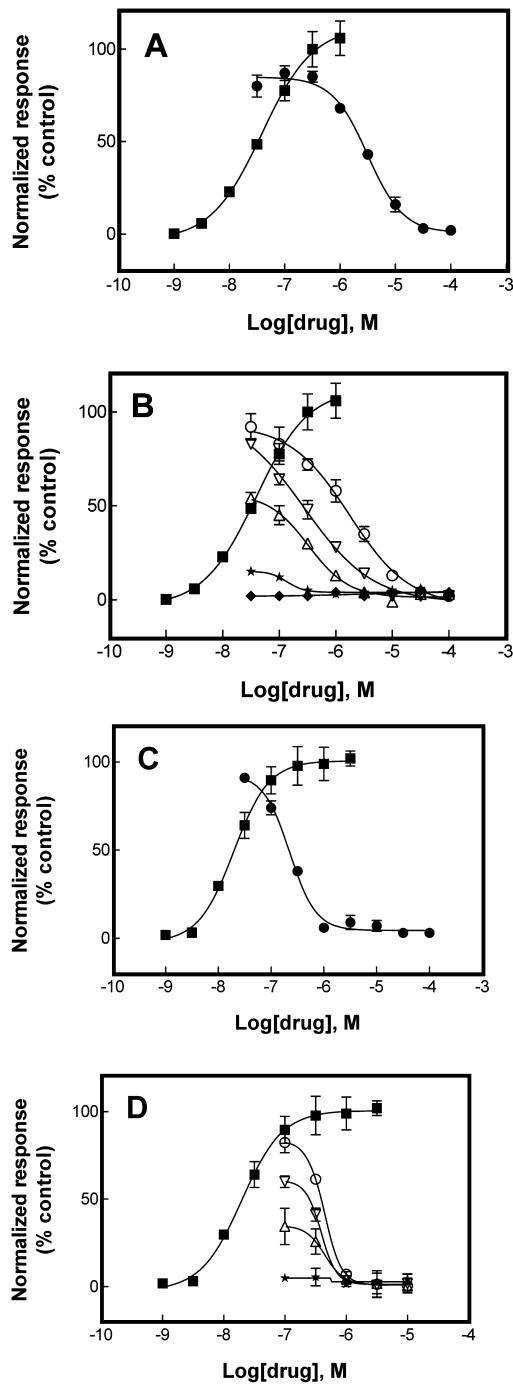 A
Normalized response
(% control)
100
50
0
-10 -9 -8 -7 -6 -5 -4 -3
Log[drug], M
B
Normalized response
(% control)
100
50
0
-10 -9 -8 -7 -6 -5 -4 -3
Log[drug], M
C
Normalized response
(% control)
100
50
0
-10 -9 -8 -7 -6 -5 -4 -3
Log[drug], M
D
Normalized response
(% control)
100
50
0
-10 -9 -8 -7 -6 -5 -4
Log[drug], M